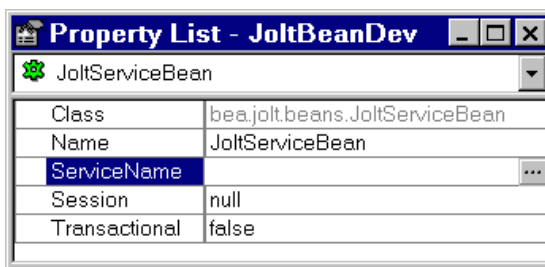 Property List - JoltBeanDev
JoltServiceBean
Class bea.jolt.beans.JoltServiceBean
Name JoltServiceBean
ServiceName ...
Session null
Transactional false